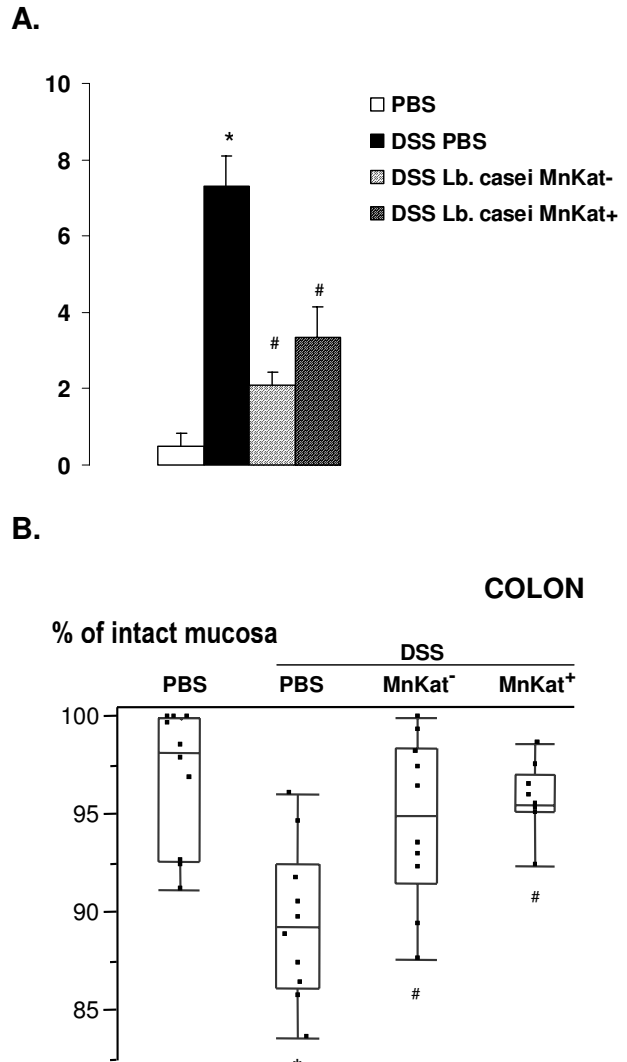 A.
10
8
6
4
2
0
*
#
#
PBS
DSS PBS
DSS Lb. casei MnKat-
DSS Lb. casei MnKat+
B.
COLON
% of intact mucosa
DSS
PBS PBS MnKat⁻ MnKat⁺
100
95
90
85
#
#